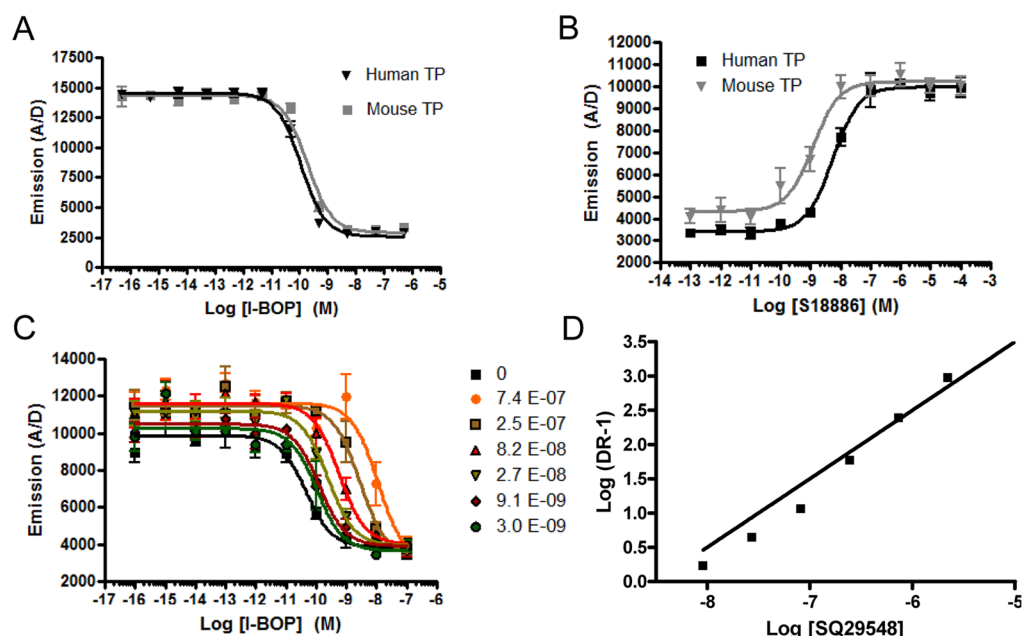 A
17500
15000
12500
10000
7500
5000
2500
0
Emission (A/D)
Human TP
Mouse TP
-17 -16 -15 -14 -13 -12 -11 -10 -9 -8 -7 -6 -5
Log [I-BOP] (M)
B
12000
11000
10000
9000
8000
7000
6000
5000
4000
3000
2000
Emission (A/D)
Human TP
Mouse TP
-14 -13 -12 -11 -10 -9 -8 -7 -6 -5 -4 -3
Log [S18886] (M)
C
14000
12000
10000
8000
6000
4000
2000
Emission (A/D)
-17 -16 -15 -14 -13 -12 -11 -10 -9 -8 -7 -6
Log [I-BOP] (M)
0
7.4 E-07
2.5 E-07
8.2 E-08
2.7 E-08
9.1 E-09
3.0 E-09
D
3.5
3.0
2.5
2.0
1.5
1.0
0.5
0.0
Log (DR-1)
-8 -7 -6 -5
Log [SQ29548]